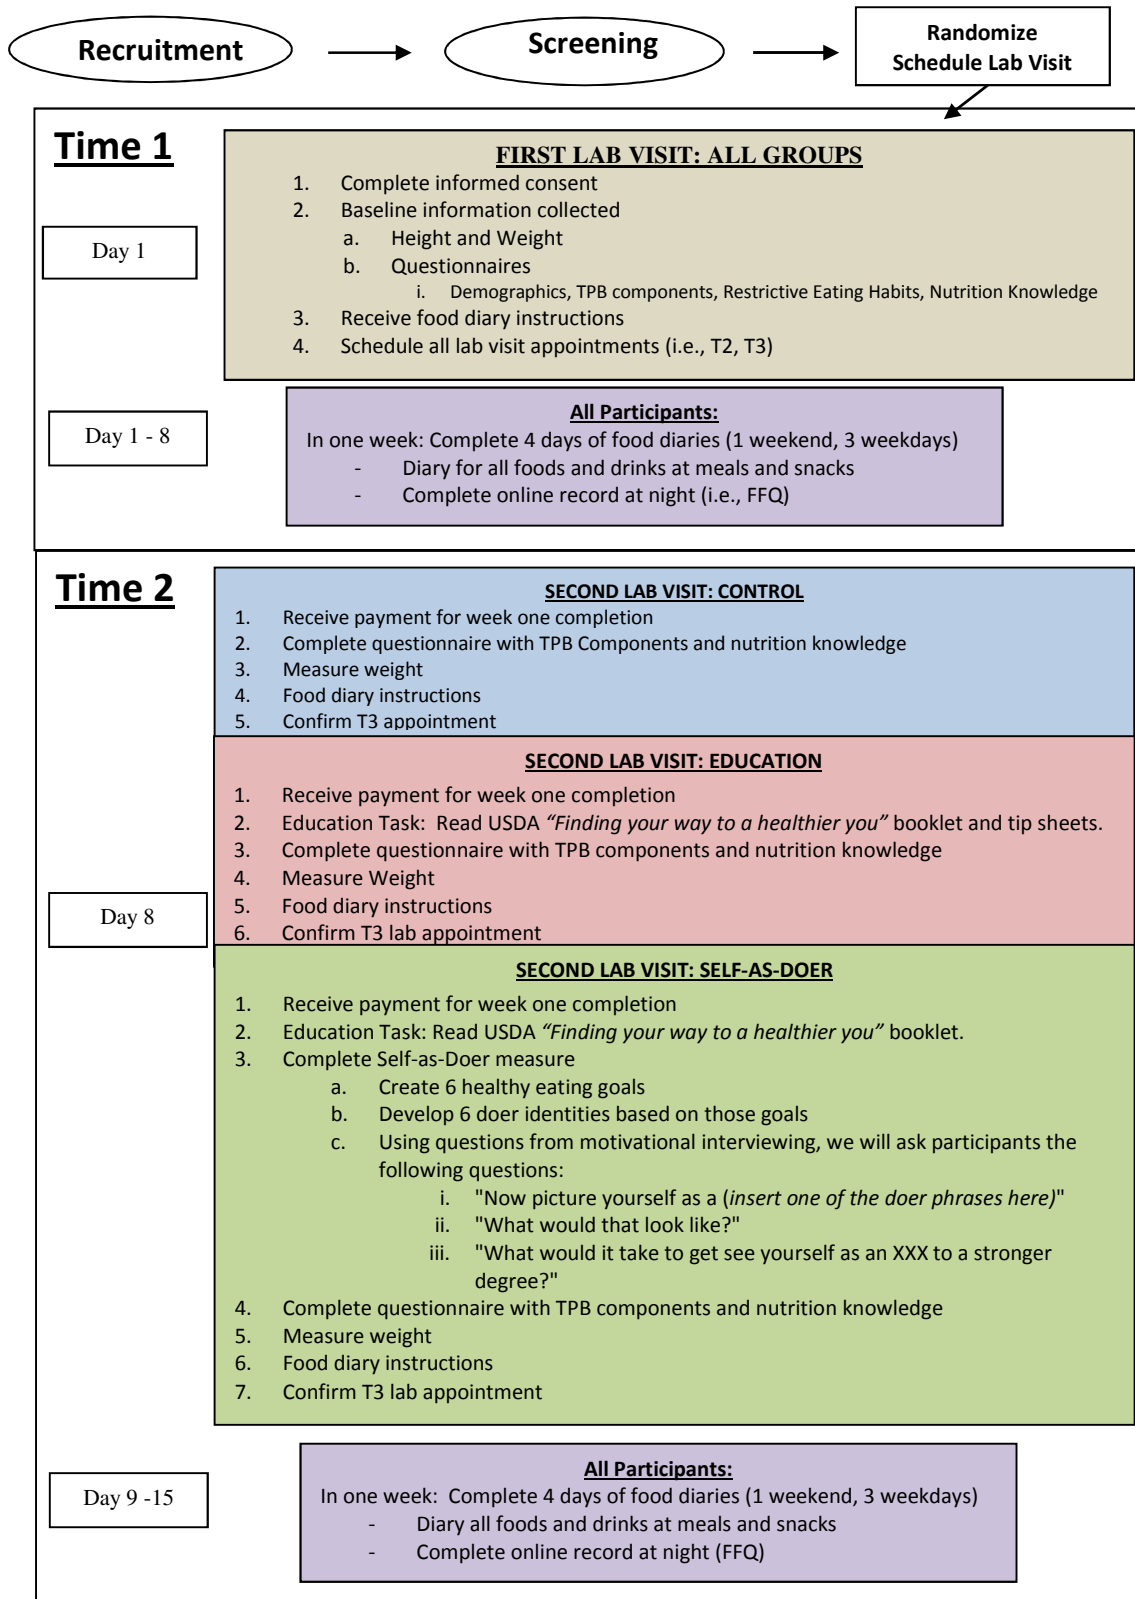 Recruitment
Screening
Randomize
Schedule Lab Visit
Time 1
FIRST LAB VISIT: ALL GROUPS
1. Complete informed consent
2. Baseline information collected
a. Height and Weight
b. Questionnaires
i. Demographics, TPB components, Restrictive Eating Habits, Nutrition Knowledge
3. Receive food diary instructions
4. Schedule all lab visit appointments (i.e., T2, T3)
Day 1
Day 1 - 8
All Participants:
In one week: Complete 4 days of food diaries (1 weekend, 3 weekdays)
- Diary for all foods and drinks at meals and snacks
- Complete online record at night (i.e., FFQ)
Time 2
SECOND LAB VISIT: CONTROL
1. Receive payment for week one completion
2. Complete questionnaire with TPB Components and nutrition knowledge
3. Measure weight
4. Food diary instructions
5. Confirm T3 appointment
SECOND LAB VISIT: EDUCATION
1. Receive payment for week one completion
2. Education Task: Read USDA “Finding your way to a healthier you” booklet and tip sheets.
3. Complete questionnaire with TPB components and nutrition knowledge
4. Measure Weight
5. Food diary instructions
6. Confirm T3 lab appointment
Day 8
SECOND LAB VISIT: SELF-AS-DOER
1. Receive payment for week one completion
2. Education Task: Read USDA “Finding your way to a healthier you” booklet.
3. Complete Self-as-Doer measure
a. Create 6 healthy eating goals
b. Develop 6 doer identities based on those goals
c. Using questions from motivational interviewing, we will ask participants the
following questions:
i. "Now picture yourself as a (insert one of the doer phrases here)"
ii. "What would that look like?"
iii. "What would it take to get see yourself as an XXX to a stronger
degree?"
4. Complete questionnaire with TPB components and nutrition knowledge
5. Measure weight
6. Food diary instructions
7. Confirm T3 lab appointment
Day 9 -15
All Participants:
In one week: Complete 4 days of food diaries (1 weekend, 3 weekdays)
- Diary all foods and drinks at meals and snacks
- Complete online record at night (FFQ)